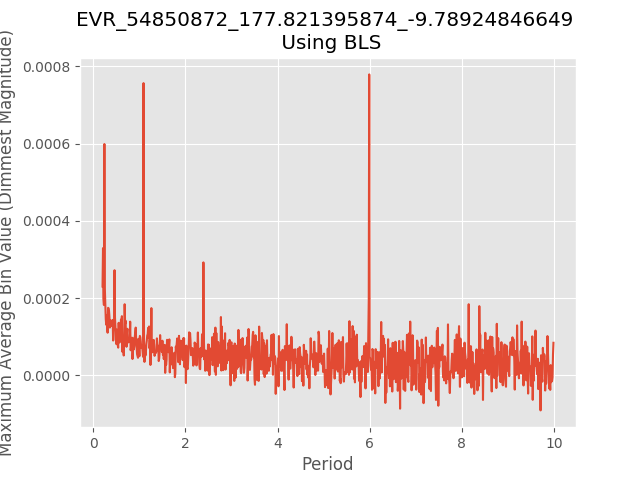 EVR_54850872_177.821395874_-9.78924846649
Using BLS
Maximum Average Bin Value (Dimmest Magnitude)
0.0008
0.0006
0.0004
0.0002
0.0000
0
2
4
6
8
10
Period